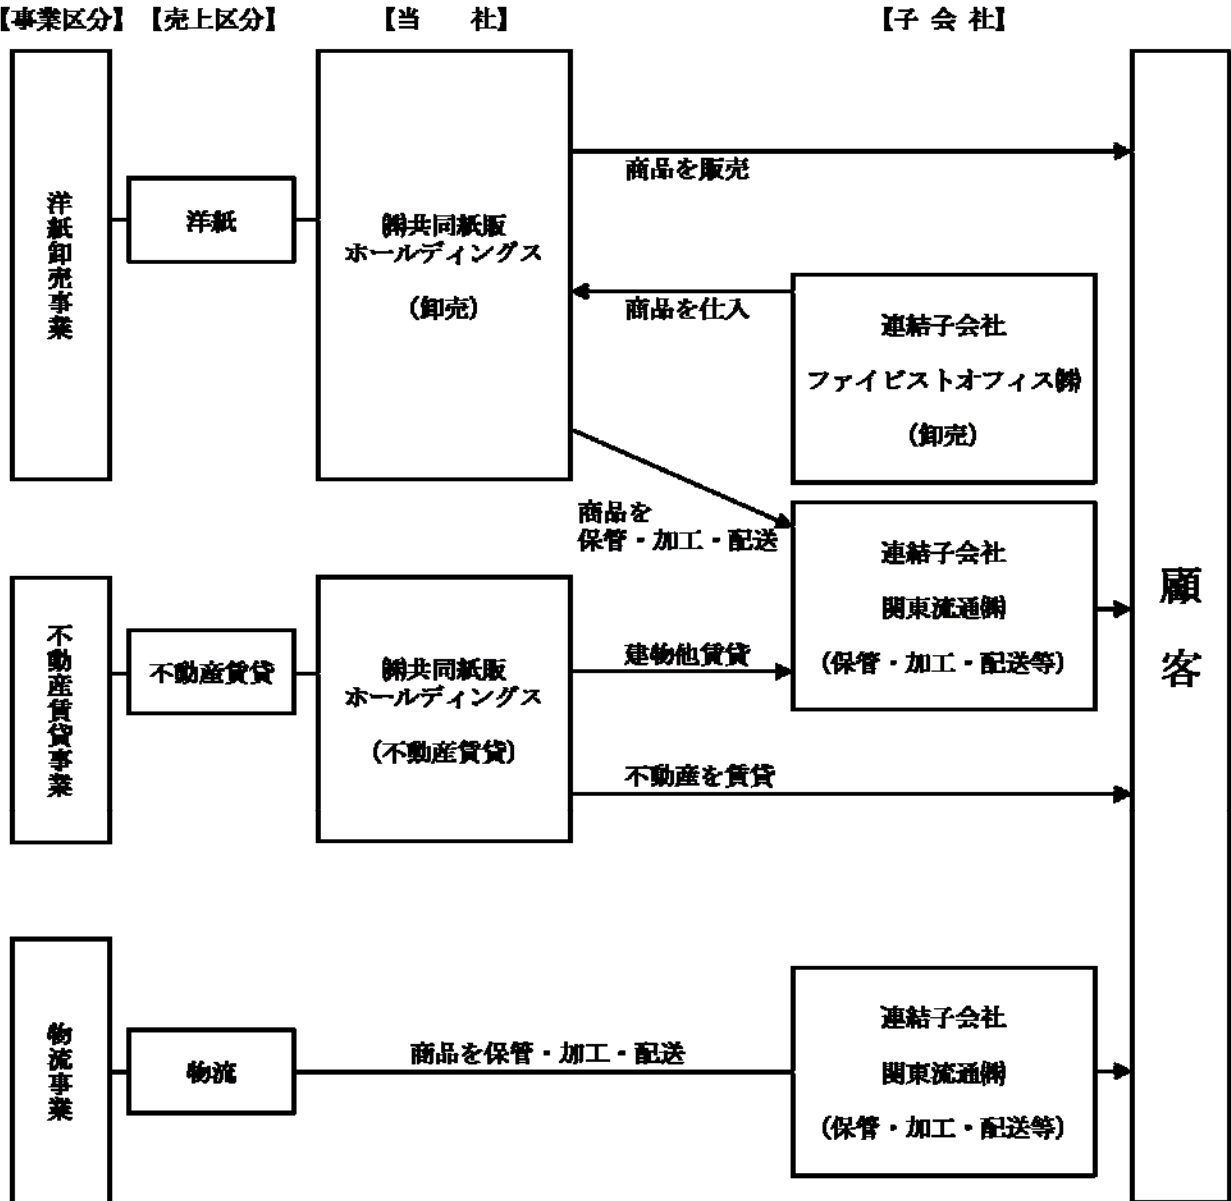 【事業区分】 【売上区分】 【当　　社】 【子 会 社】
洋紙卸売事業
洋紙
㈱共同紙販
ホールディングス
(卸売)
商品を販売
商品を仕入
連結子会社
ファイビストオフィス㈱
(卸売)
商品を
保管・加工・配送
連結子会社
関東流通㈱
(保管・加工・配送等)
顧客
不動産賃貸事業
不動産賃貸
㈱共同紙販
ホールディングス
(不動産賃貸)
建物他賃貸
不動産を賃貸
物流事業
物流
商品を保管・加工・配送
連結子会社
関東流通㈱
(保管・加工・配送等)